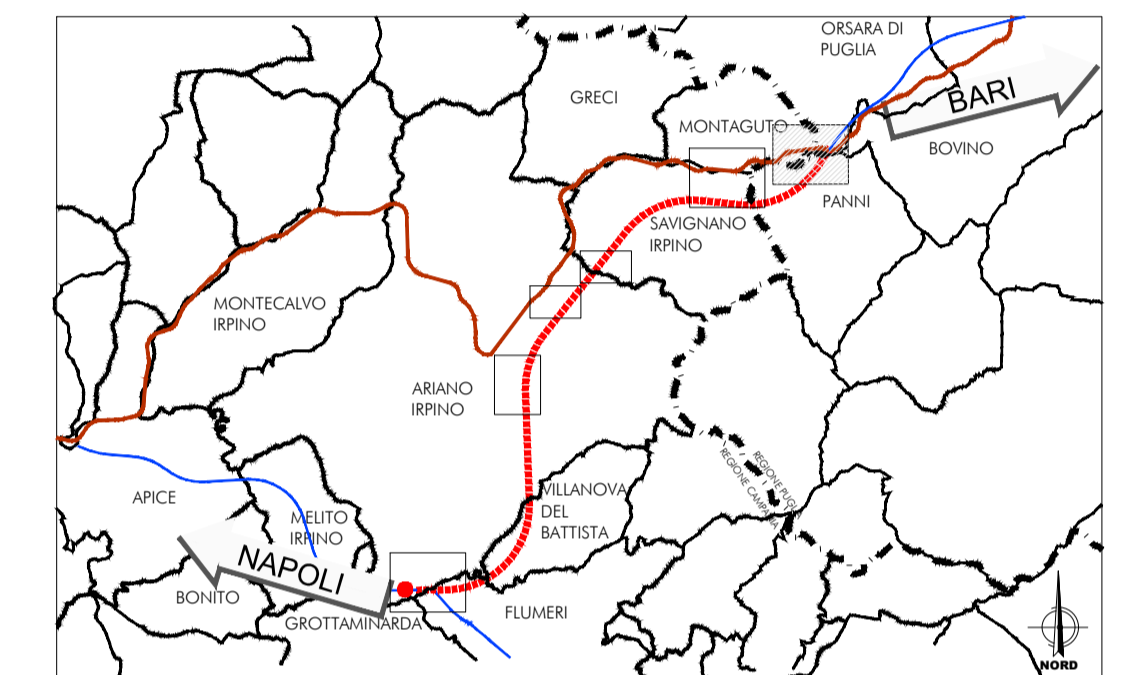 ORSARA DI
PUGLIA
BARI
GRECI
MONTAGUTO
BOVINO
PANNI
SAVIGNANO
IRPINO
MONTECALVO
IRPINO
ARIANO
IRPINO
REGIONE PUGLIA
REGIONE CAMPANIA
APICE
VILLANOVA
DEL
BATTISTA
MELITO
IRPINO
NAPOLI
BONITO
GROTTAMINARDA
FLUMERI
NORD